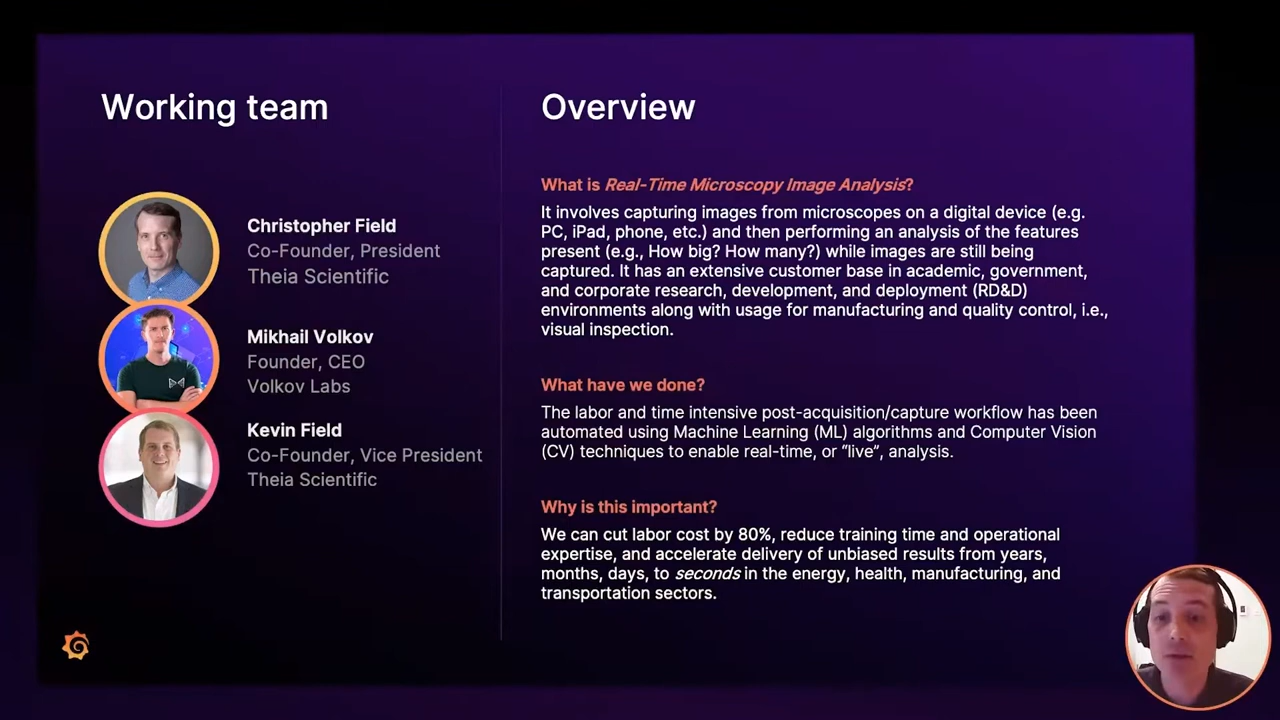 Working team
Christopher Field
Co-Founder, President
Theia Scientific
Mikhail Volkov
Founder, CEO
Volkov Labs
Kevin Field
Co-Founder, Vice President
Theia Scientific
Overview
What is Real-Time Microscopy Image Analysis?
It involves capturing images from microscopes on a digital device (e.g.
PC, iPad, phone, etc.) and then performing an analysis of the features
present (e.g., How big? How many?) while images are still being
captured. It has an extensive customer base in academic, government,
and corporate research, development, and deployment (RD&D)
environments along with usage for manufacturing and quality control, i.e.,
visual inspection.
What have we done?
The labor and time intensive post-acquisition/capture workflow has been
automated using Machine Learning (ML) algorithms and Computer Vision
(CV) techniques to enable real-time, or “live”, analysis.
Why is this important?
We can cut labor cost by 80%, reduce training time and operational
expertise, and accelerate delivery of unbiased results from years,
months, days, to seconds in the energy, health, manufacturing, and
transportation sectors.